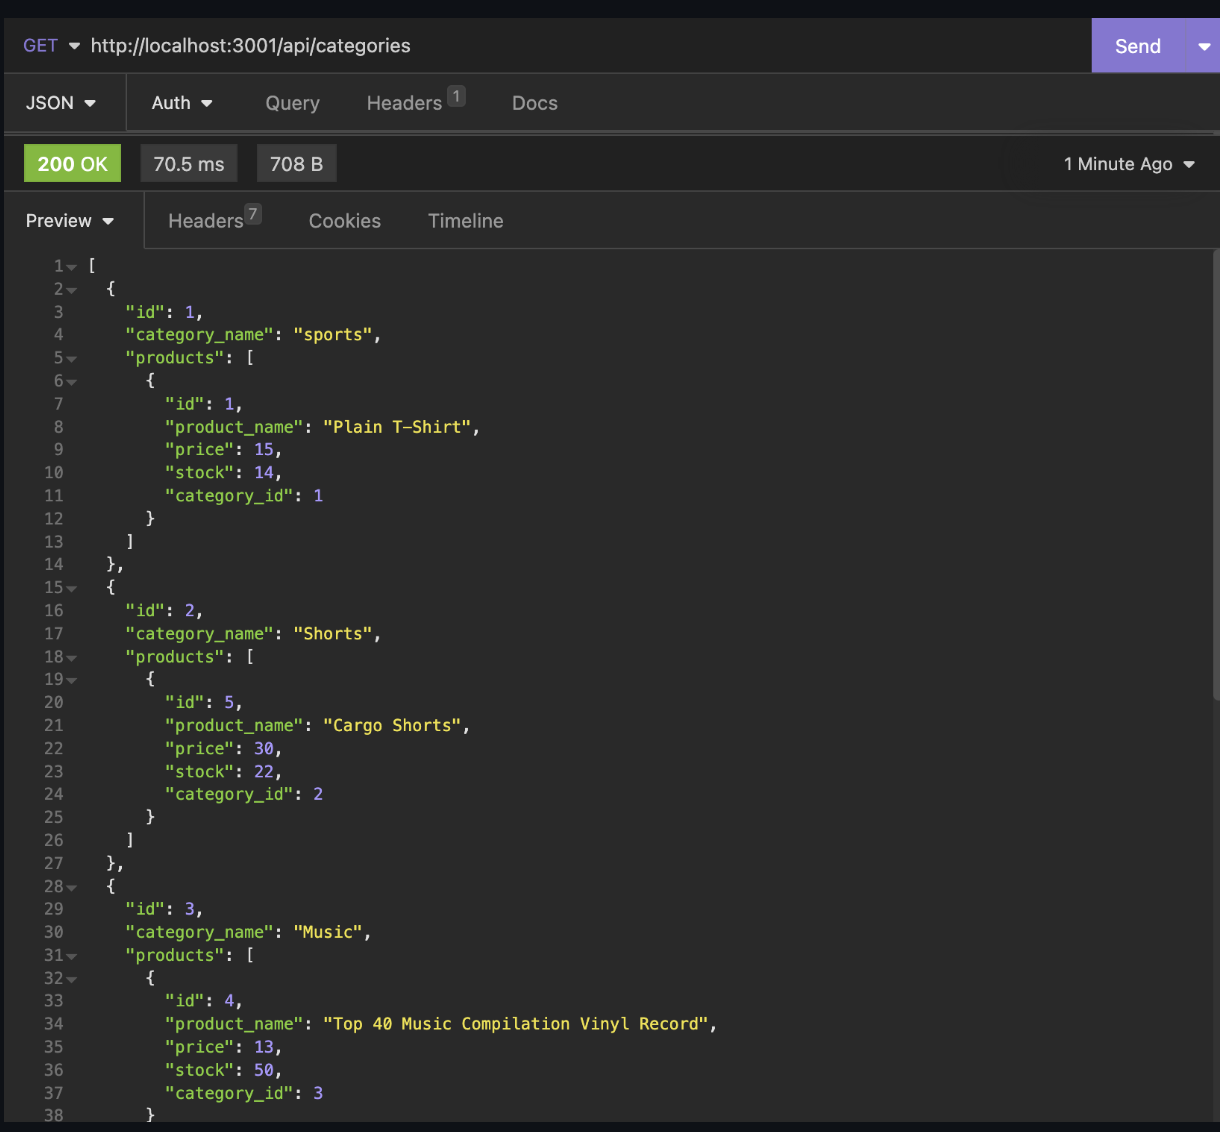 GET http://localhost:3001/api/categories Send
JSON Auth Query Headers 1 Docs
200 OK 70.5 ms 708 B 1 Minute Ago
Preview Headers 7 Cookies Timeline
1 [
2 {
3 "id": 1,
4 "category_name": "sports",
5 "products": [
6 {
7 "id": 1,
8 "product_name": "Plain T-Shirt",
9 "price": 15,
10 "stock": 14,
11 "category_id": 1
12 }
13 ]
14 },
15 {
16 "id": 2,
17 "category_name": "Shorts",
18 "products": [
19 {
20 "id": 5,
21 "product_name": "Cargo Shorts",
22 "price": 30,
23 "stock": 22,
24 "category_id": 2
25 }
26 ]
27 },
28 {
29 "id": 3,
30 "category_name": "Music",
31 "products": [
32 {
33 "id": 4,
34 "product_name": "Top 40 Music Compilation Vinyl Record",
35 "price": 13,
36 "stock": 50,
37 "category_id": 3
38 }